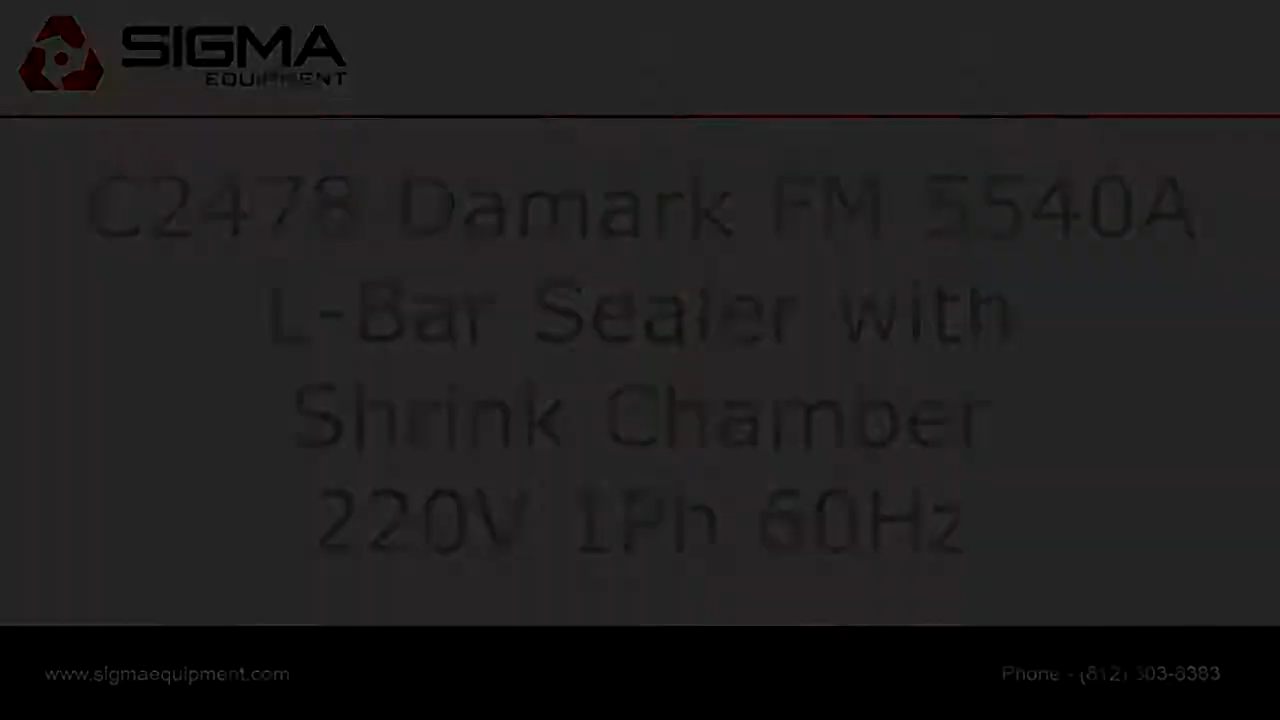 SIGMA
EQUIPMENT
C2478 Damark FM 5540A
L-Bar Sealer with
Shrink Chamber
220V 1Ph 60Hz
www.sigmaequipment.com
Phone - (812) 303-8383